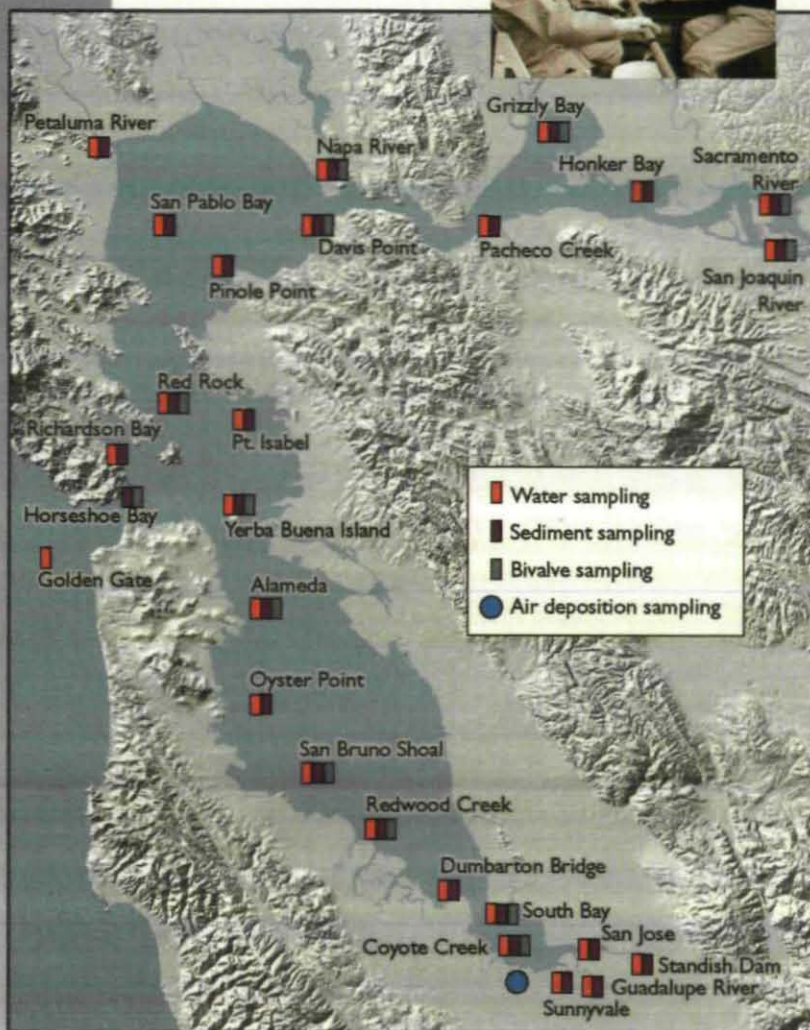 Grizzly Bay
Petaluma River
Napa River
Honker Bay
Sacramento
River
San Pablo Bay
Davis Point
Pacheco Creek
San Joaquin
River
Pinole Point
Red Rock
Pt. Isabel
Richardson Bay
Horseshoe Bay
Yerba Buena Island
Golden Gate
Water sampling
Sediment sampling
Bivalve sampling
Air deposition sampling
Alameda
Oyster Point
San Bruno Shoal
Redwood Creek
Dumbarton Bridge
South Bay
Coyote Creek
San Jose
Standish Dam
Sunnyvale
Guadalupe River